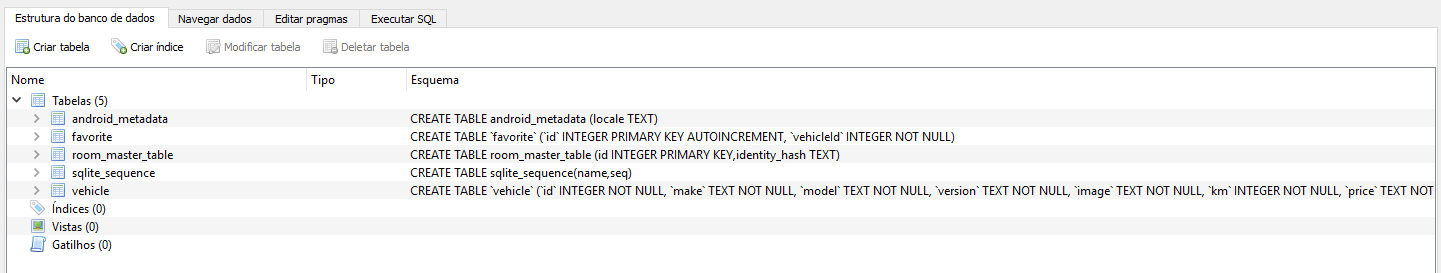 Estrutura do banco de dados Navegar dados Editar pragmas Executar SQL
Criar tabela Criar índice Modificar tabela Deletar tabela
Nome Tipo Esquema
Tabelas (5)
android_metadata CREATE TABLE android_metadata (locale TEXT)
favorite CREATE TABLE `favorite` (`id` INTEGER PRIMARY KEY AUTOINCREMENT, `vehicleId` INTEGER NOT NULL)
room_master_table CREATE TABLE room_master_table (id INTEGER PRIMARY KEY,identity_hash TEXT)
sqlite_sequence CREATE TABLE sqlite_sequence(name,seq)
vehicle CREATE TABLE `vehicle` (`id` INTEGER NOT NULL, `make` TEXT NOT NULL, `model` TEXT NOT NULL, `version` TEXT NOT NULL, `image` TEXT NOT NULL, `km` INTEGER NOT NULL, `price` TEXT NOT
Índices (0)
Vistas (0)
Gatilhos (0)